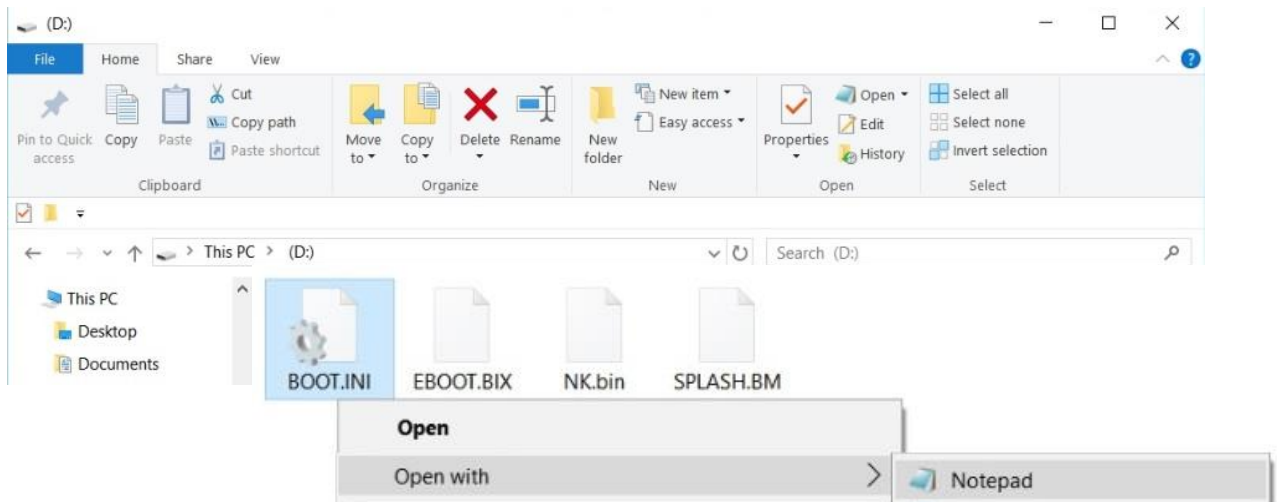 (D:)
File Home Share View
Pin to Quick access
Copy
Paste
Cut
Copy path
Paste shortcut
Move to
Copy to
Delete
Rename
New folder
New item
Easy access
Properties
Open
Edit
History
Select all
Select none
Invert selection
Clipboard Organize New Open Select
This PC > (D:)
Search (D:)
This PC
Desktop
Documents
BOOT.INI EBOOT.BIX NK.bin SPLASH.BM
Open
Open with
Notepad